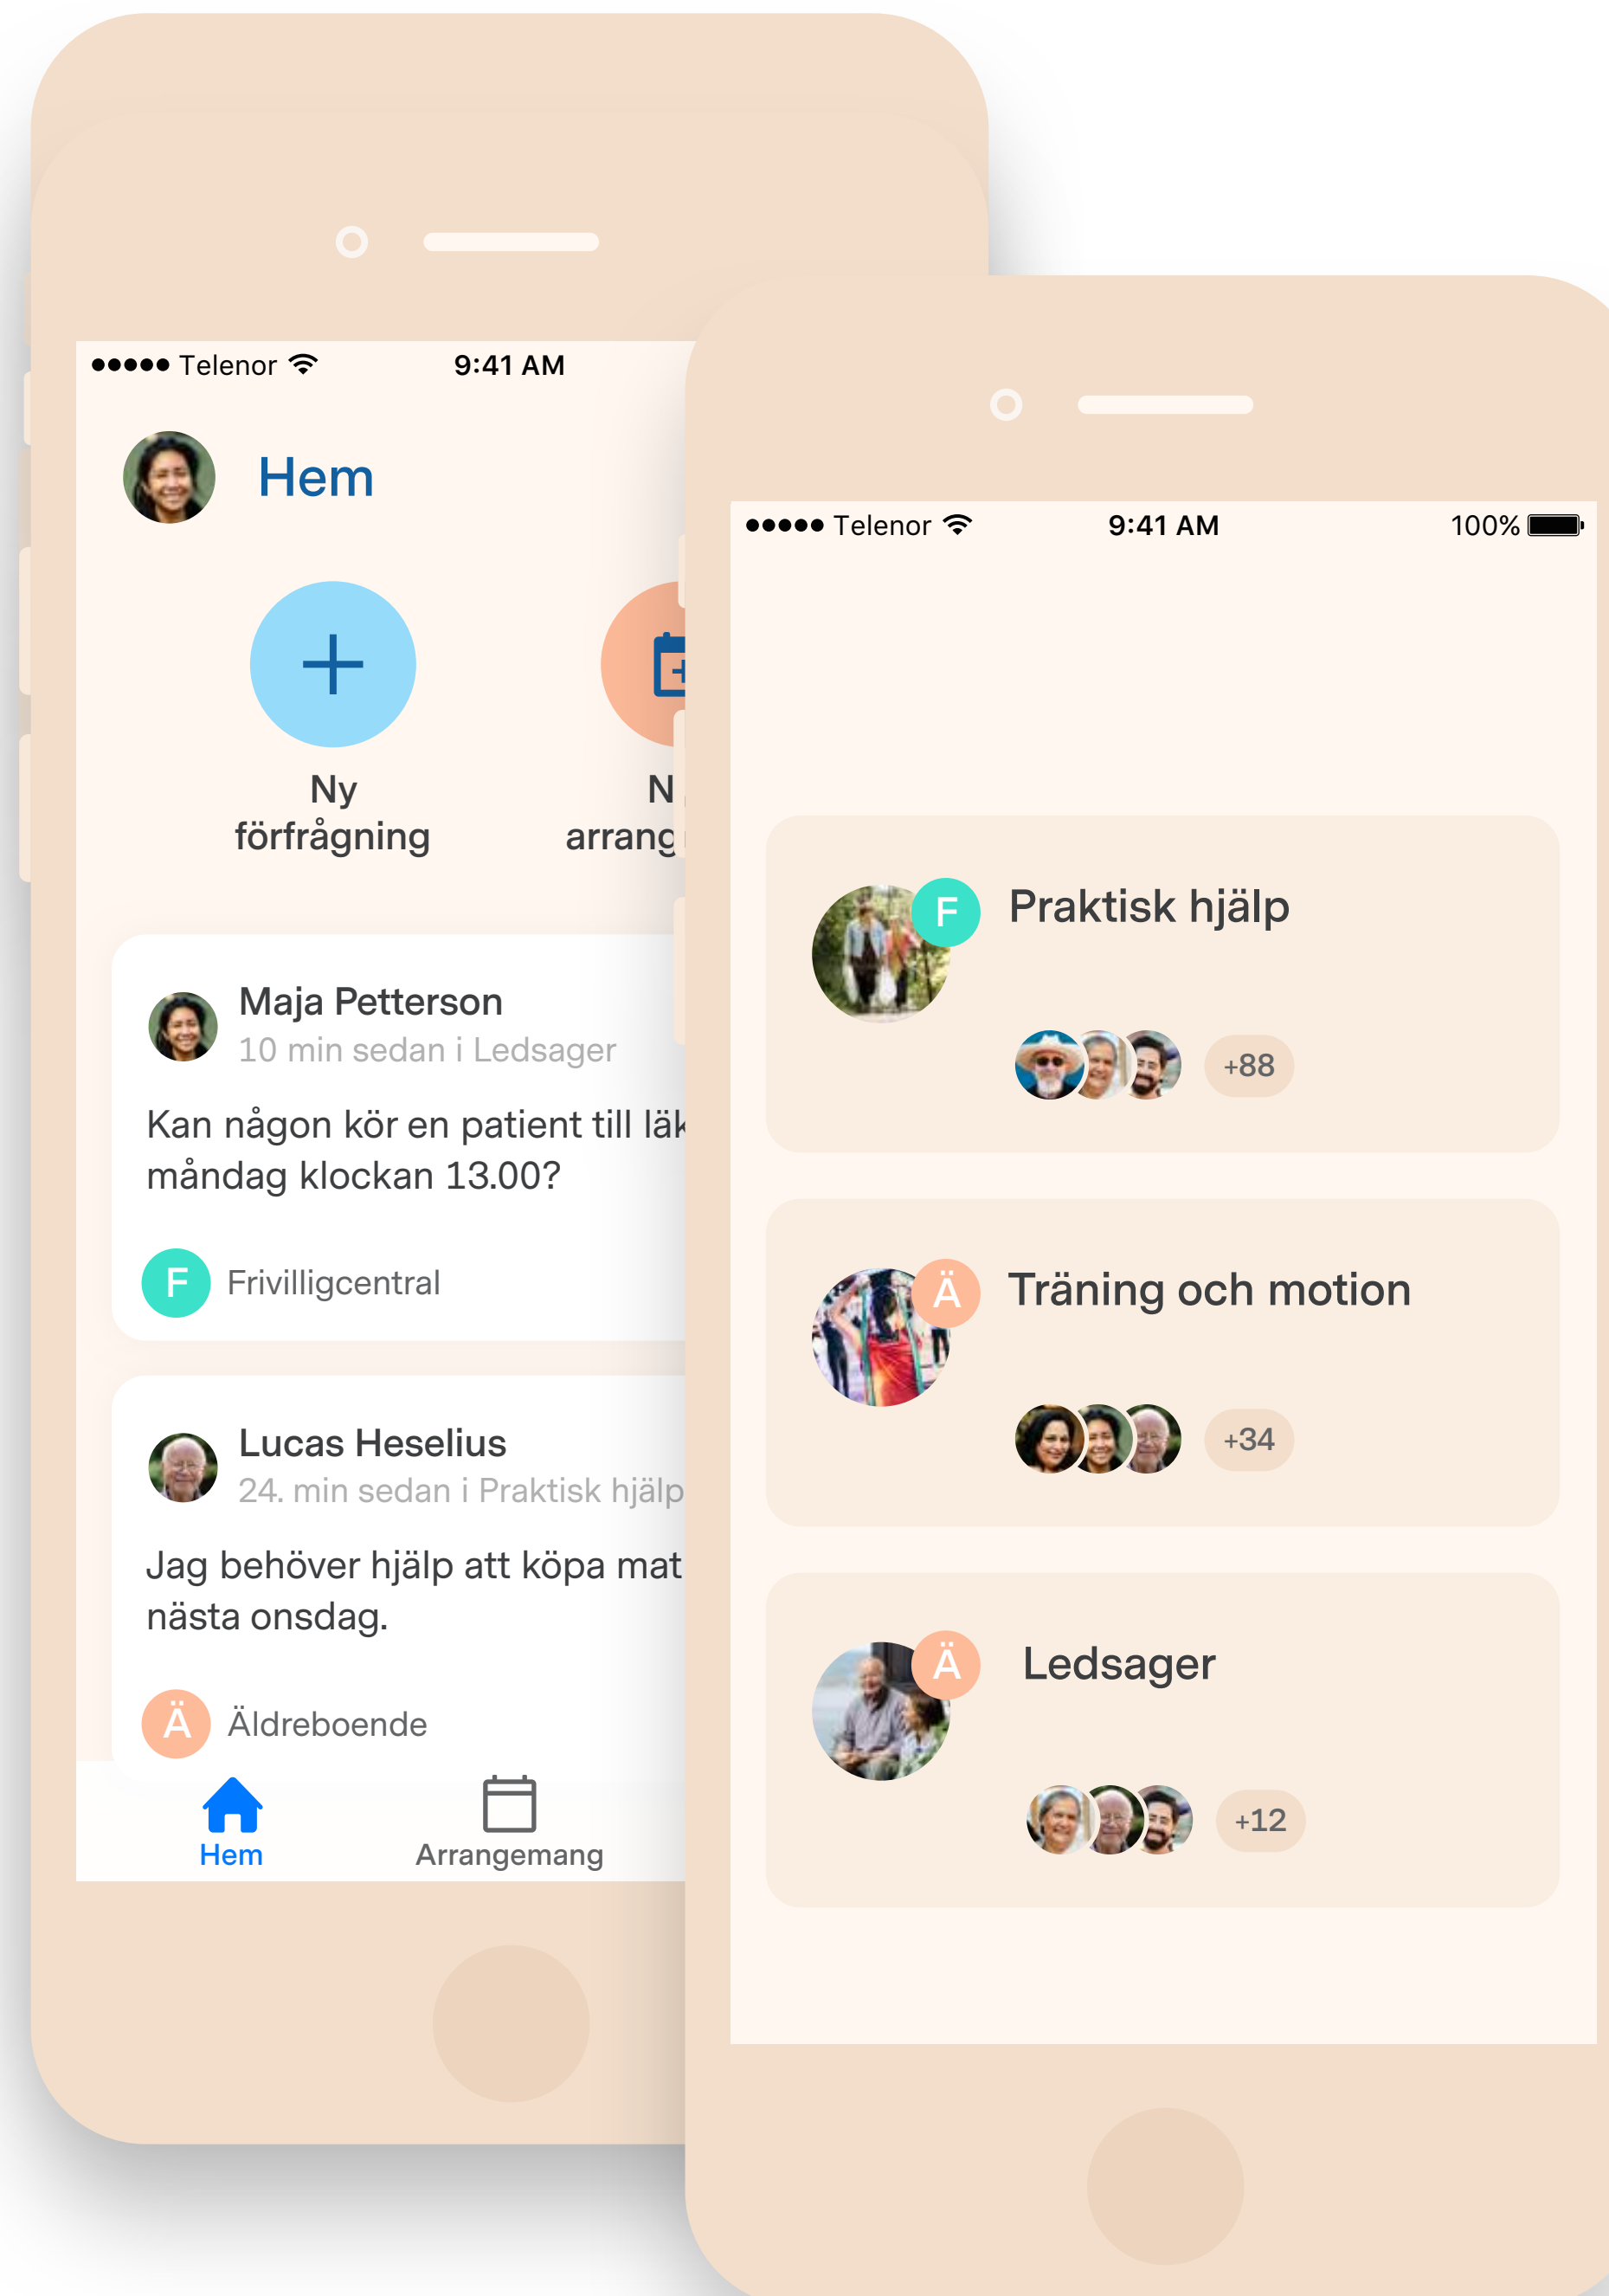 Telenor
9:41 AM
Hem
Ny
förfrågning
Maja Petterson
10 min sedan i Ledsager
Kan någon kör en patient till
måndag klockan 13.00?
F
Frivilligcentral
Lucas Heselius
24. min sedan i Praktisk hjälp
Jag behöver hjälp att köpa mat
nästa onsdag.
Ä
Äldreboende
Hem
Arrangemang
Telenor
9:41 AM
100%
F
Praktisk hjälp
+88
Ä
Träning och motion
+34
Ä
Ledsager
+12